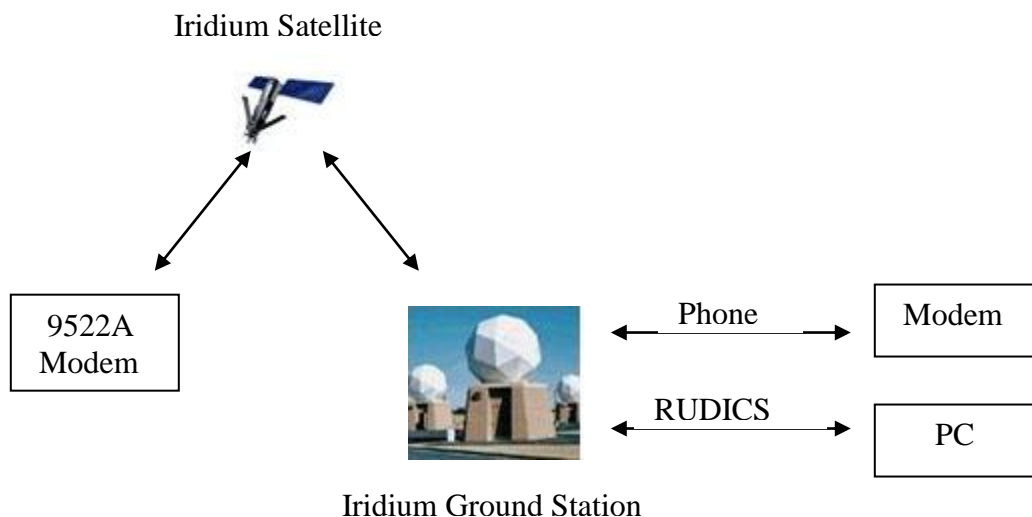 Iridium Satellite
9522A
Modem
Phone
Modem
RUDICS
PC
Iridium Ground Station